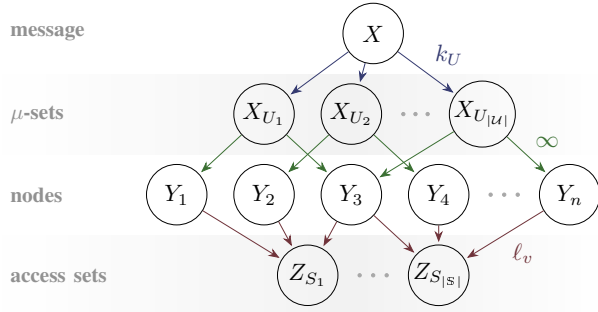 message X k_U
μ-sets X_{U_1} X_{U_2} ··· X_{U_{|𝒰|}} ∞
nodes Y_1 Y_2 Y_3 Y_4 ··· Y_n
access sets Z_{S_1} ··· Z_{S_{|𝕊|}} ℓ_v